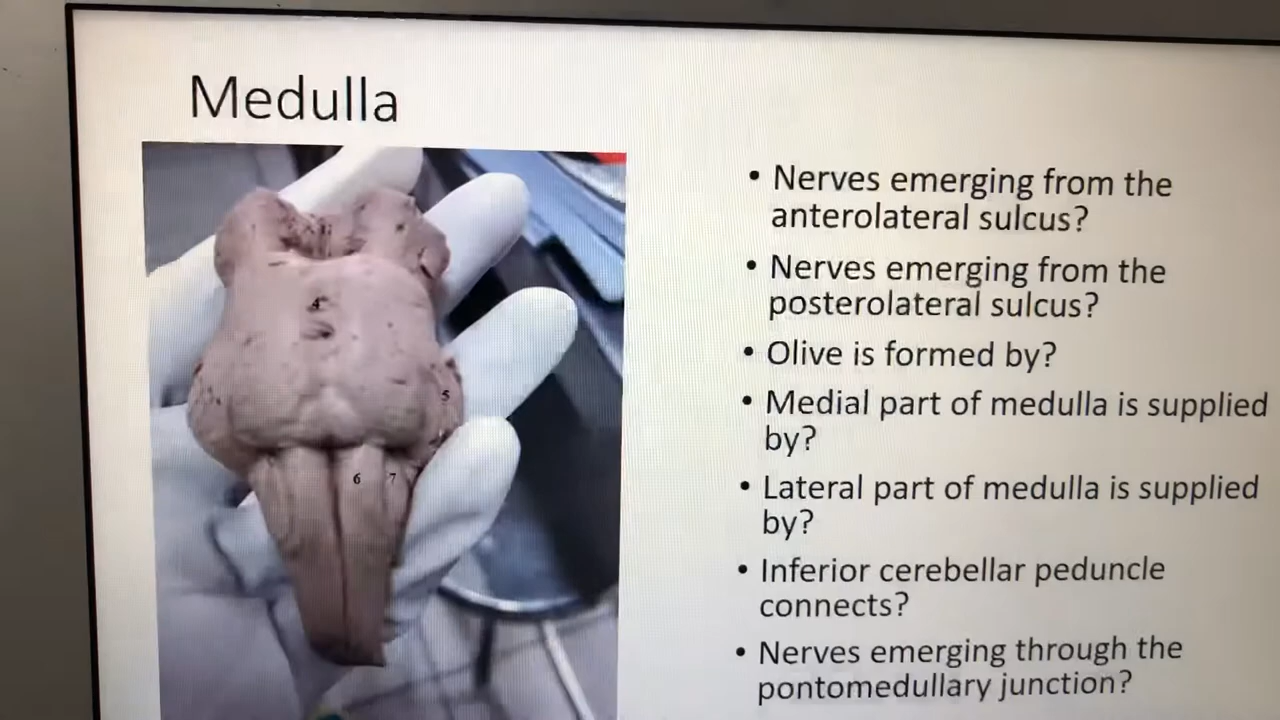 Medulla
• Nerves emerging from the
anterolateral sulcus?
• Nerves emerging from the
posterolateral sulcus?
• Olive is formed by?
• Medial part of medulla is supplied
by?
• Lateral part of medulla is supplied
by?
• Inferior cerebellar peduncle
connects?
• Nerves emerging through the
pontomedullary junction?
4
5
6 7